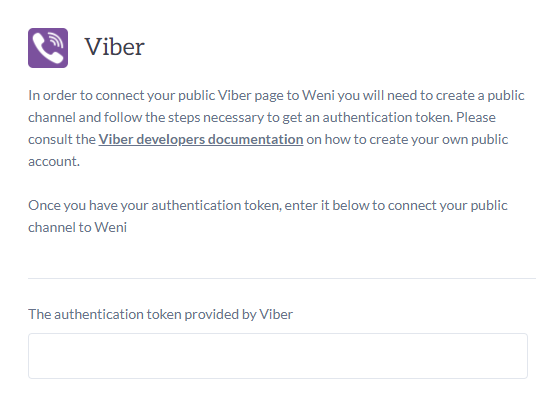 Viber
In order to connect your public Viber page to Weni you will need to create a public
channel and follow the steps necessary to get an authentication token. Please
consult the Viber developers documentation on how to create your own public
account.
Once you have your authentication token, enter it below to connect your public
channel to Weni
The authentication token provided by Viber